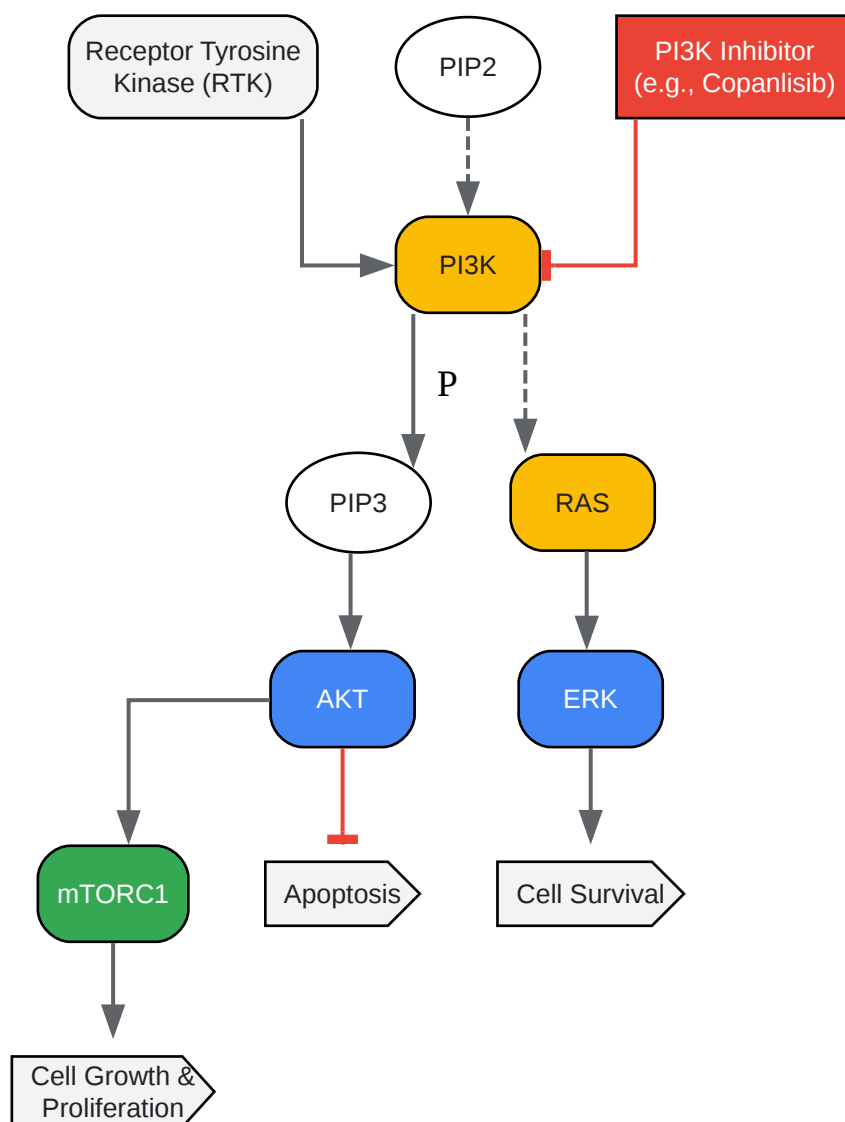 Receptor Tyrosine
Kinase (RTK)
PIP2
PI3K Inhibitor
(e.g., Copanlisib)
PI3K
P
PIP3
RAS
AKT
ERK
mTORC1
Apoptosis
Cell Survival
Cell Growth &
Proliferation